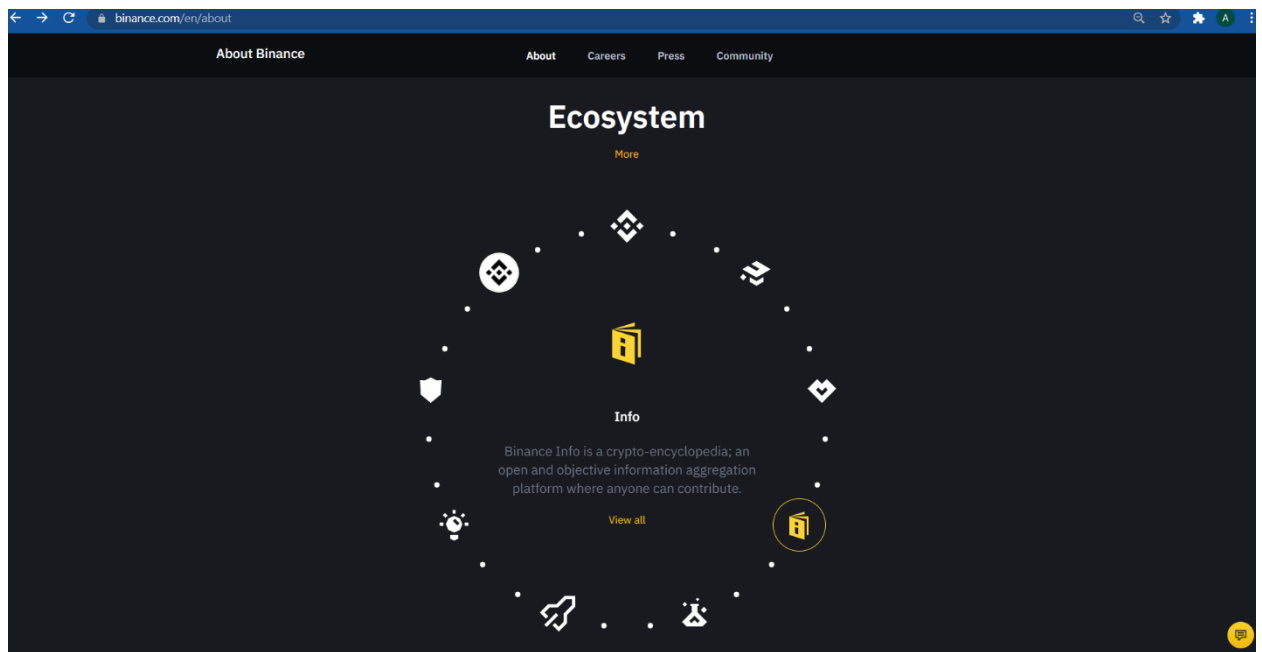 binance.com/en/about
A
About Binance
About Careers Press Community
Ecosystem
More
Info
Binance Info is a crypto-encyclopedia; an
open and objective information aggregation
platform where anyone can contribute.
View all